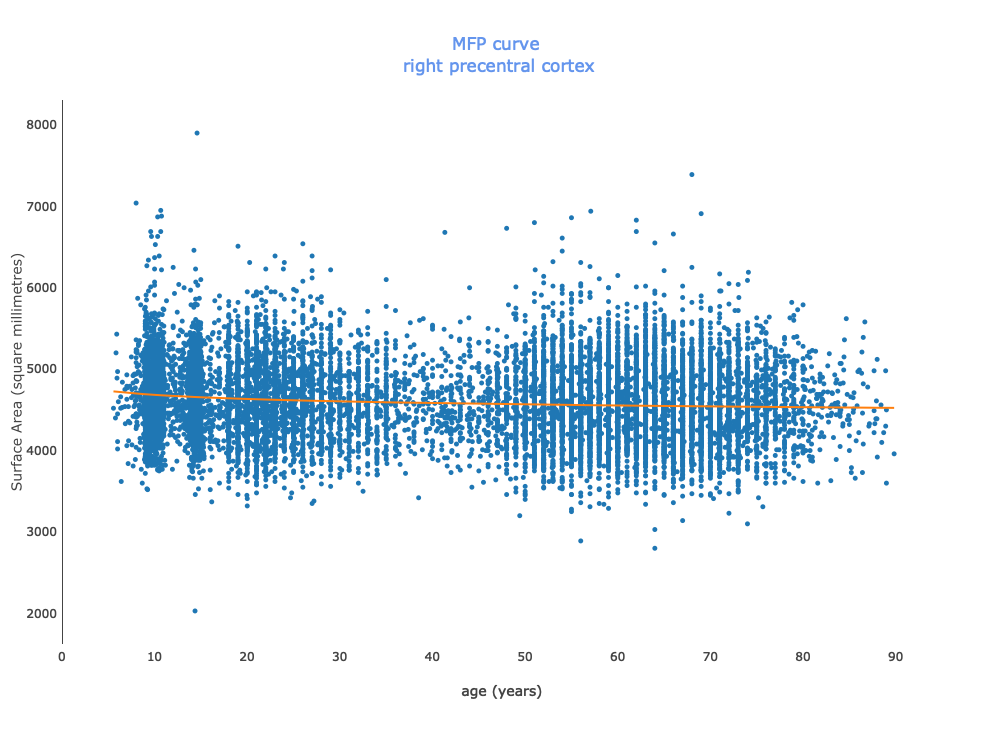 MFP curve
right precentral cortex
Surface Area (square millimetres)
8000
7000
6000
5000
4000
3000
2000
0 10 20 30 40 50 60 70 80 90
age (years)